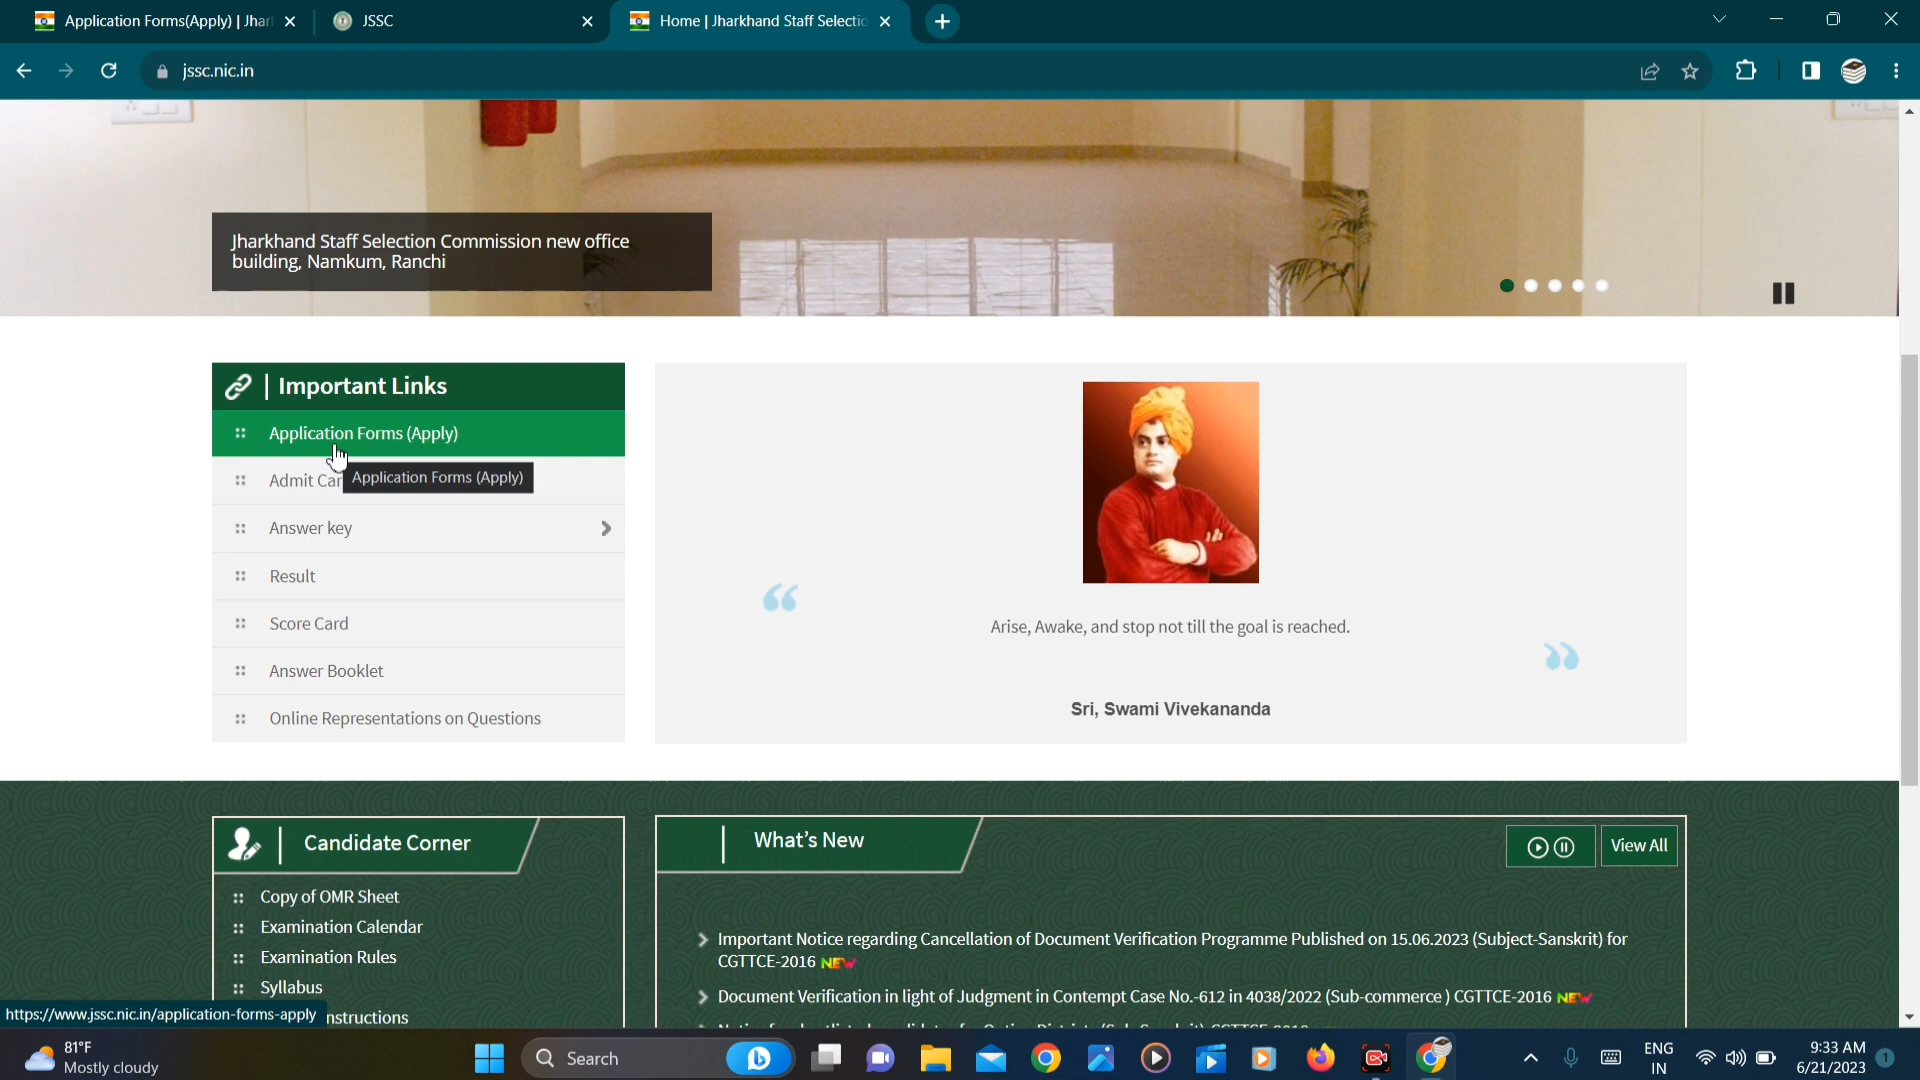 Application Forms(Apply) | Jhar
JSSC
Home | Jharkhand Staff Selectio
jssc.nic.in
Jharkhand Staff Selection Commission new office
building, Namkum, Ranchi
Important Links
Application Forms (Apply)
Admit Car
Application Forms (Apply)
Answer key
Result
Score Card
Answer Booklet
Online Representations on Questions
“
Arise, Awake, and stop not till the goal is reached.
”
Sri, Swami Vivekananda
Candidate Corner
Copy of OMR Sheet
Examination Calendar
Examination Rules
Syllabus
nstructions
What’s New
View All
Important Notice regarding Cancellation of Document Verification Programme Published on 15.06.2023 (Subject-Sanskrit) for
CGTTCE-2016 NEW
Document Verification in light of Judgment in Contempt Case No.-612 in 4038/2022 (Sub-commerce ) CGTTCE-2016 NEW
https://www.jssc.nic.in/application-forms-apply
81°F
Mostly cloudy
Search
ENG
IN
9:33 AM
6/21/2023
1